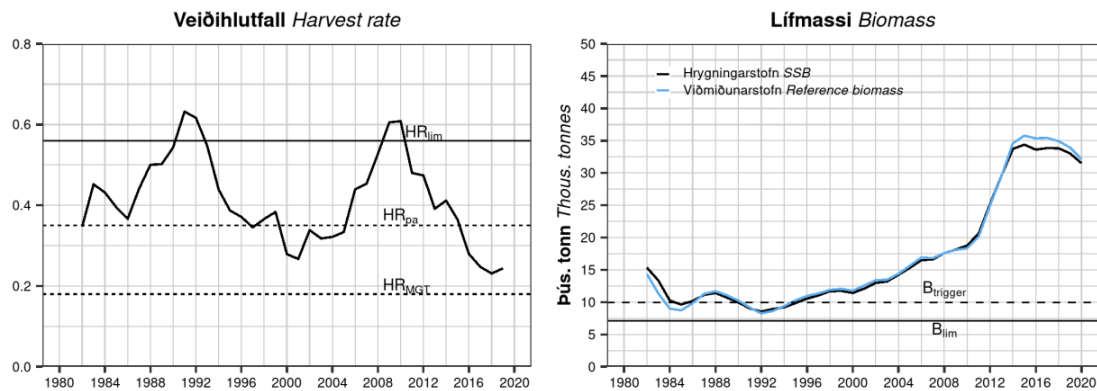 Veiðihlutfall Harvest rate
0.8
0.6
0.4
0.2
0.0
HRlim
HRpa
HRMGT
1980 1984 1988 1992 1996 2000 2004 2008 2012 2016 2020
Lífmassi Biomass
Þús. tonn Thous. tonnes
50
45
40
35
30
25
20
15
10
5
0
Hrygningarstofn SSB
Viðmiðunarstofn Reference biomass
Btrigger
Blim
1980 1984 1988 1992 1996 2000 2004 2008 2012 2016 2020